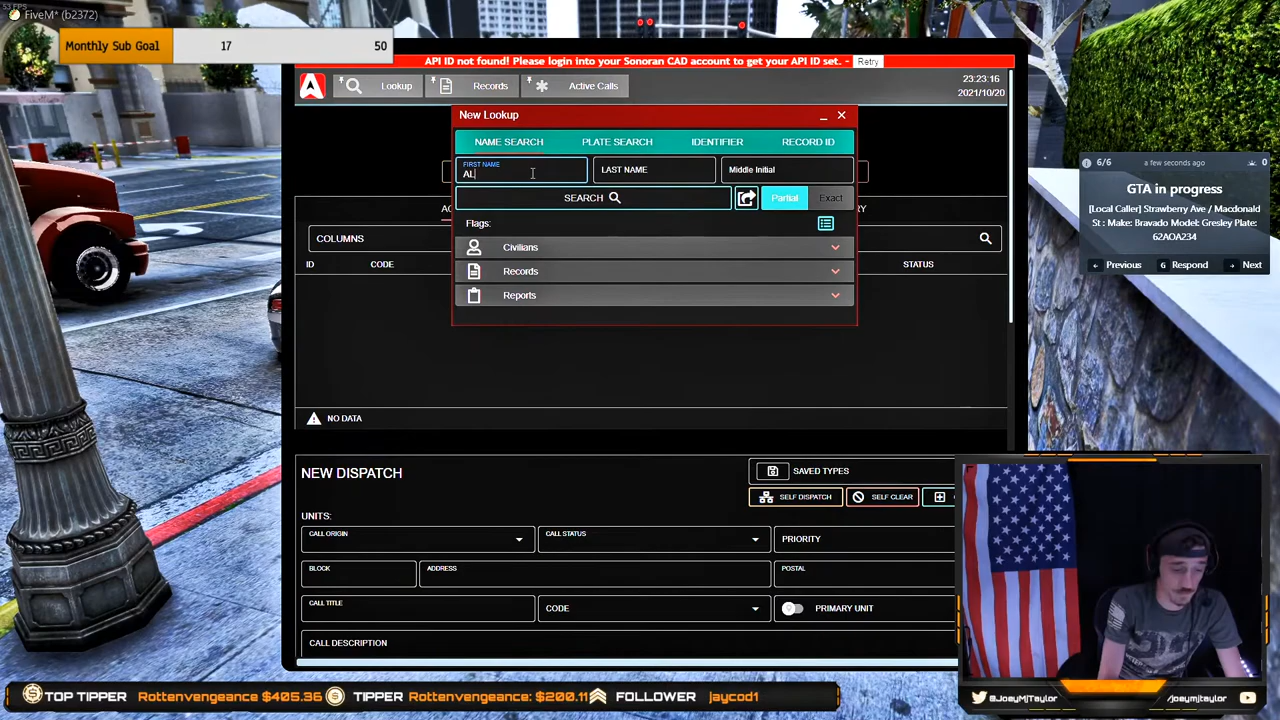 53 FPS
FiveM* (b2372)
Monthly Sub Goal 17 50
API ID not found! Please login into your Sonoran CAD account to get your API ID set. - Retry
Lookup Records Active Calls
23:23:16
2021/10/20
New Lookup
NAME SEARCH PLATE SEARCH IDENTIFIER RECORD ID
FIRST NAME
AL
LAST NAME
Middle Initial
SEARCH Partial Exact
Flags:
Civilians
Records
Reports
COLUMNS
ID CODE STATUS
NO DATA
6/6 a few seconds ago 0
GTA in progress
[Local Caller] Strawberry Ave / Macdonald
St : Make: Bravado Model: Gresley Plate:
62AOA234
← Previous G Respond → Next
NEW DISPATCH
SAVED TYPES
SELF DISPATCH SELF CLEAR
UNITS:
CALL ORIGIN CALL STATUS PRIORITY
BLOCK ADDRESS POSTAL
CALL TITLE CODE PRIMARY UNIT
CALL DESCRIPTION
TOP TIPPER Rottenvengeance $405.36 TIPPER Rottenvengeance: $200.11 FOLLOWER jaycod1
@JoeyMJTaylor /joeymjtaylor